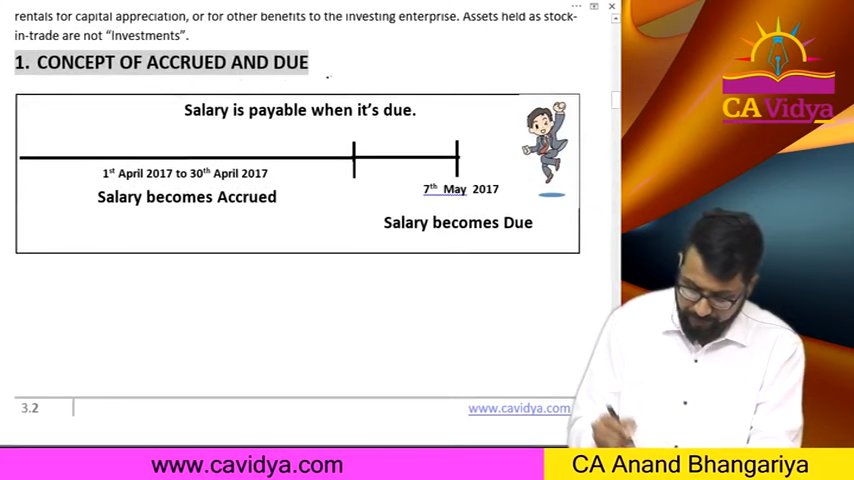 rentals for capital appreciation, or for other benefits to the investing enterprise. Assets held as stock-
in-trade are not “Investments”.
1. CONCEPT OF ACCRUED AND DUE
Salary is payable when it’s due.
1st April 2017 to 30th April 2017
Salary becomes Accrued
7th May 2017
Salary becomes Due
3.2
www.cavidya.com
CA Vidya
www.cavidya.com
CA Anand Bhangariya